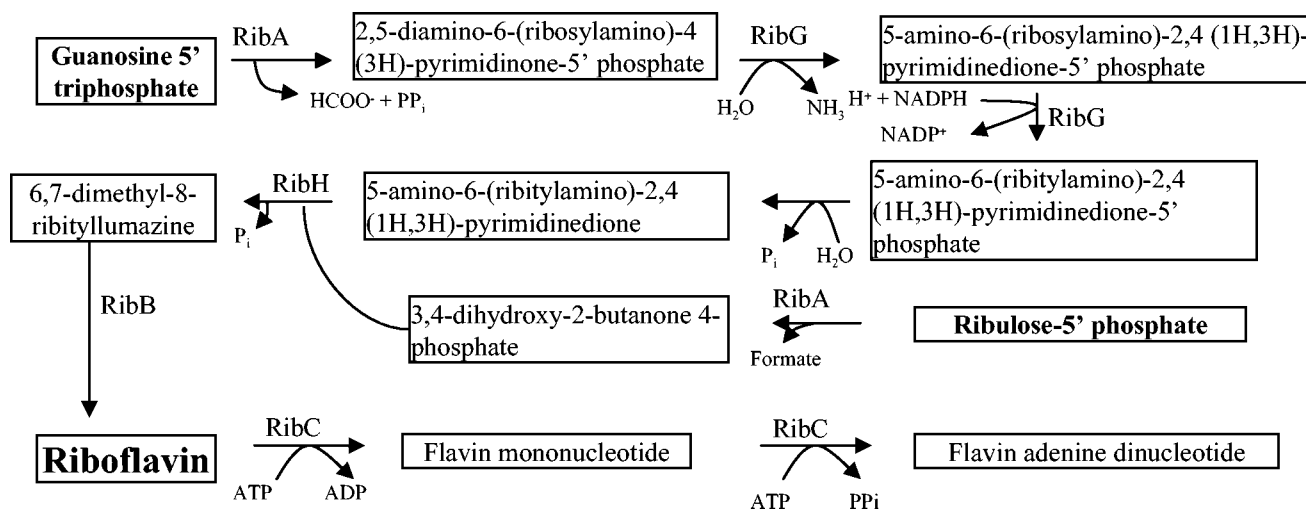 Guanosine 5'
triphosphate
RibA
HCOO- + PPi
2,5-diamino-6-(ribosylamino)-4
(3H)-pyrimidinone-5' phosphate
RibG
H2O
NH3
5-amino-6-(ribosylamino)-2,4 (1H,3H)-
pyrimidinedione-5' phosphate
H+ + NADPH
NADP+
RibG
6,7-dimethyl-8-
ribityllumazine
RibH
Pi
5-amino-6-(ribitylamino)-2,4
(1H,3H)-pyrimidinedione
Pi
H2O
5-amino-6-(ribitylamino)-2,4
(1H,3H)-pyrimidinedione-5'
phosphate
RibB
3,4-dihydroxy-2-butanone 4-
phosphate
RibA
Formate
Ribulose-5' phosphate
Riboflavin
RibC
ATP
ADP
Flavin mononucleotide
RibC
ATP
PPi
Flavin adenine dinucleotide